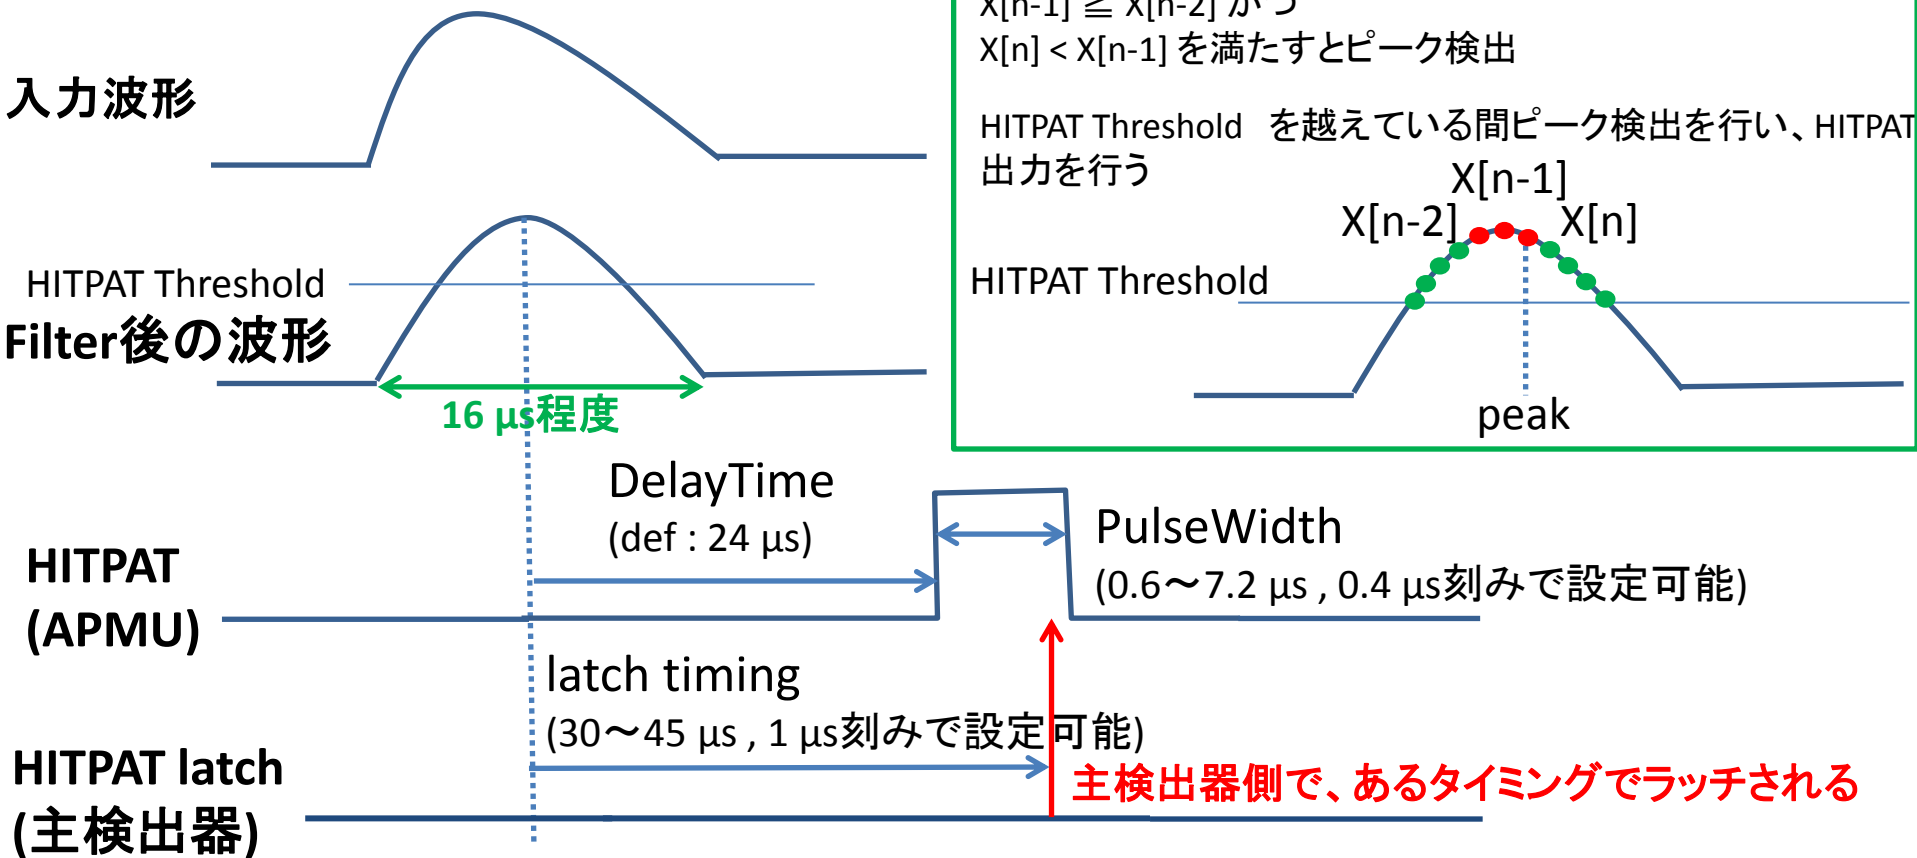 X[n-1] ≧ X[n-2] かつ
X[n] < X[n-1] を満たすとピーク検出
HITPAT Threshold を越えている間ピーク検出を行い、HITPAT
出力を行う
X[n-1]
X[n-2]
X[n]
HITPAT Threshold
peak
入力波形
HITPAT Threshold
Filter後の波形
16 μs程度
DelayTime
(def : 24 μs)
PulseWidth
(0.6～7.2 μs , 0.4 μs刻みで設定可能)
HITPAT
(APMU)
latch timing
(30～45 μs , 1 μs刻みで設定可能)
HITPAT latch
(主検出器)
主検出器側で、あるタイミングでラッチされる